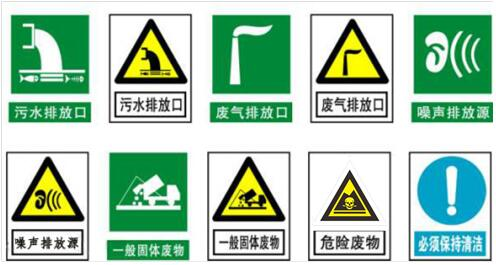 污水排放口
污水排放口
废气排放口
废气排放口
噪声排放源
噪声排放源
一般固体废物
一般固体废物
危险废物
必须保持清洁